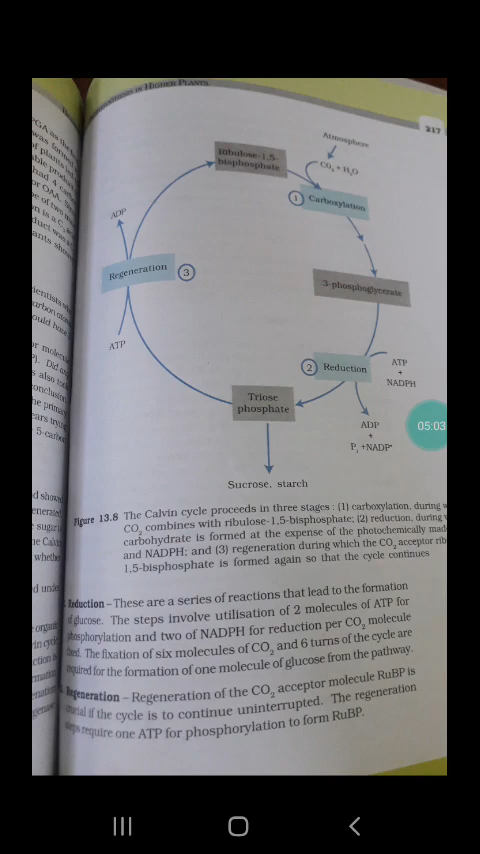 HIGHER PLANTS
217
Atmosphere
Ribulose-1,5-
bisphosphate
CO₂ + H₂O
1 Carboxylation
ADP
Regeneration 3
3-phosphoglycerate
ATP
2 Reduction
ATP
+
NADPH
Triose
phosphate
ADP
+
Pᵢ +NADP⁺
05:03
Sucrose, starch
Figure 13.8 The Calvin cycle proceeds in three stages : (1) carboxylation, during
CO₂ combines with ribulose-1,5-bisphosphate; (2) reduction, during
carbohydrate is formed at the expense of the photochemically mad
and NADPH; and (3) regeneration during which the CO₂ acceptor rib
1,5-bisphosphate is formed again so that the cycle continues
Reduction – These are a series of reactions that lead to the formation
of glucose. The steps involve utilisation of 2 molecules of ATP for
phosphorylation and two of NADPH for reduction per CO₂ molecule
fixed. The fixation of six molecules of CO₂ and 6 turns of the cycle are
required for the formation of one molecule of glucose from the pathway.
Regeneration – Regeneration of the CO₂ acceptor molecule RuBP is
crucial if the cycle is to continue uninterrupted. The regeneration
steps require one ATP for phosphorylation to form RuBP.